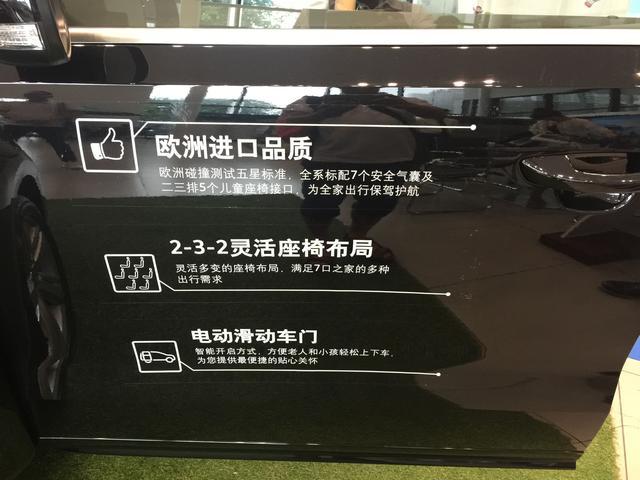 欧洲进口品质
欧洲碰撞测试五星标准，全系标配7个安全气囊及
二三排5个儿童座椅接口，为全家出行保驾护航
2-3-2灵活座椅布局
灵活多变的座椅布局，满足7口之家的多种
出行需求
电动滑动车门
智能开启方式，方便老人和小孩轻松上下车，
为您提供最便捷的贴心关怀